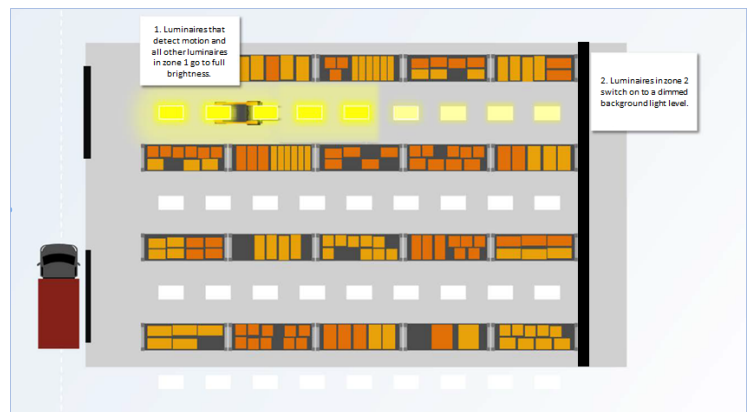 1. Luminaires that
detect motion and
all other luminaires
in zone 1 go to full
brightness.
2. Luminaires in zone 2
switch on to a dimmed
background light level.